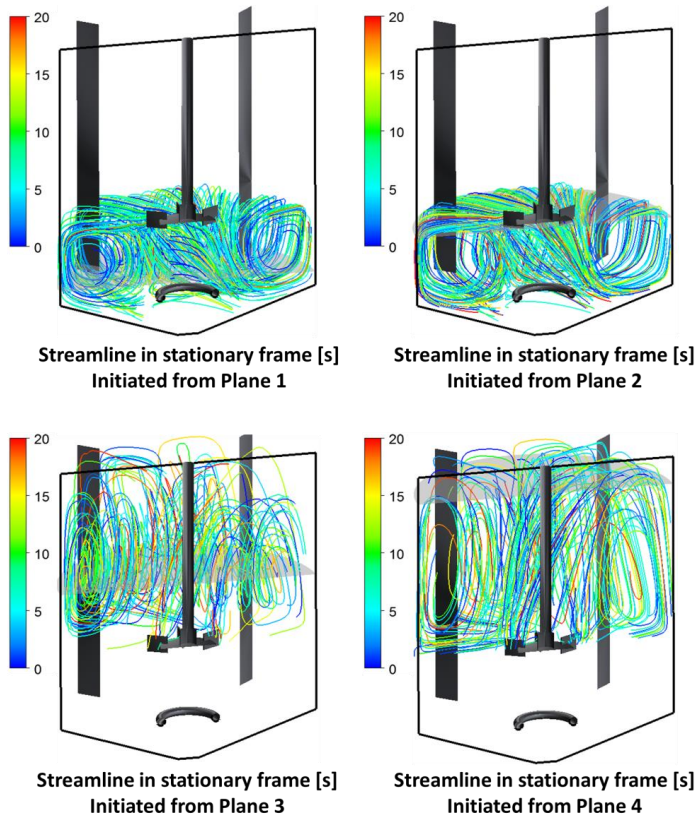 20
15
10
5
0
Streamline in stationary frame [s]
Initiated from Plane 1
20
15
10
5
0
Streamline in stationary frame [s]
Initiated from Plane 2
20
15
10
5
0
Streamline in stationary frame [s]
Initiated from Plane 3
20
15
10
5
0
Streamline in stationary frame [s]
Initiated from Plane 4